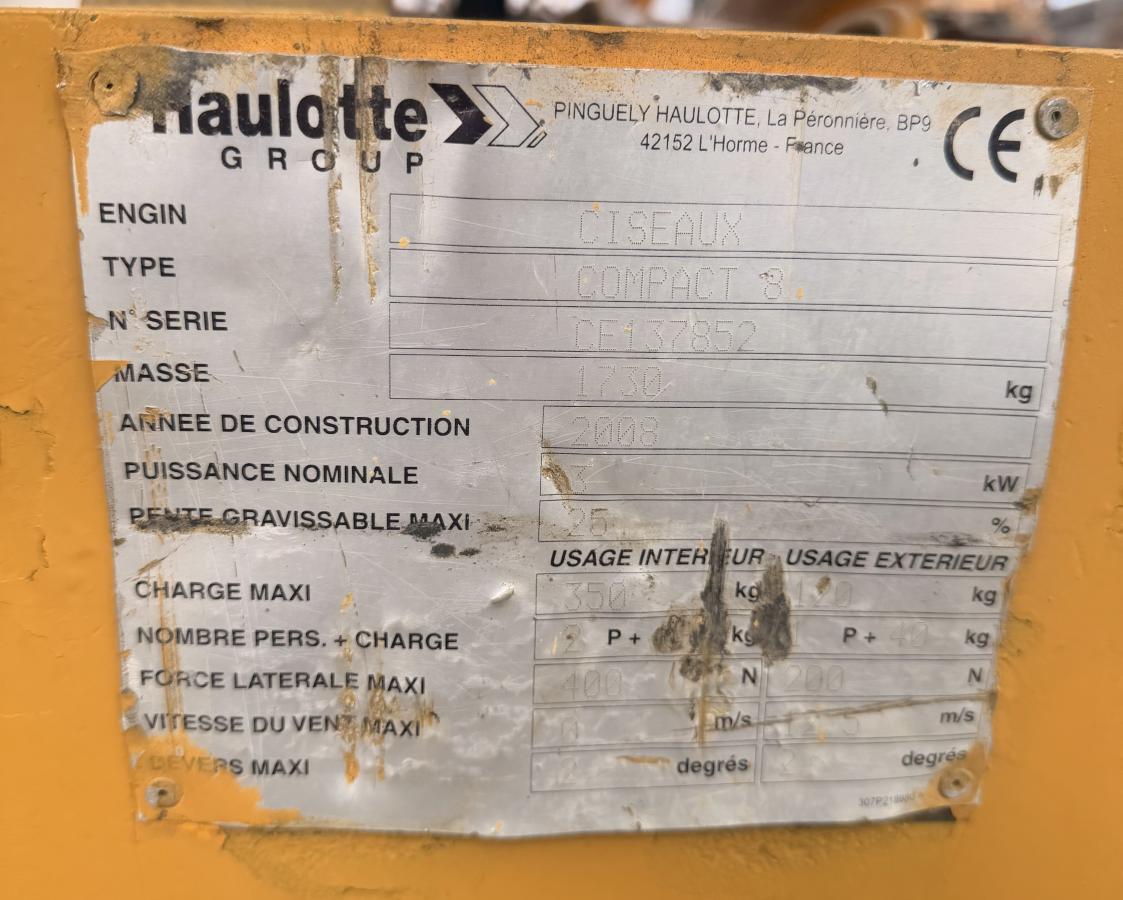 Haulotte
GROUP
PINGUELY HAULOTTE, La Péronnière, BP9
42152 L'Horme - France
CE
ENGIN CISEAUX
TYPE COMPACT 8
N° SERIE CE137852
MASSE 1730 kg
ANNEE DE CONSTRUCTION 2008
PUISSANCE NOMINALE 3 kW
PENTE GRAVISSABLE MAXI 25 %
USAGE INTERIEUR USAGE EXTERIEUR
CHARGE MAXI 350 kg 120 kg
NOMBRE PERS. + CHARGE 2 P + kg P + 40 kg
FORCE LATERALE MAXI 400 N 200 N
VITESSE DU VENT MAXI 0 m/s m/s
DEVERS MAXI 2 degrés 2 degrés